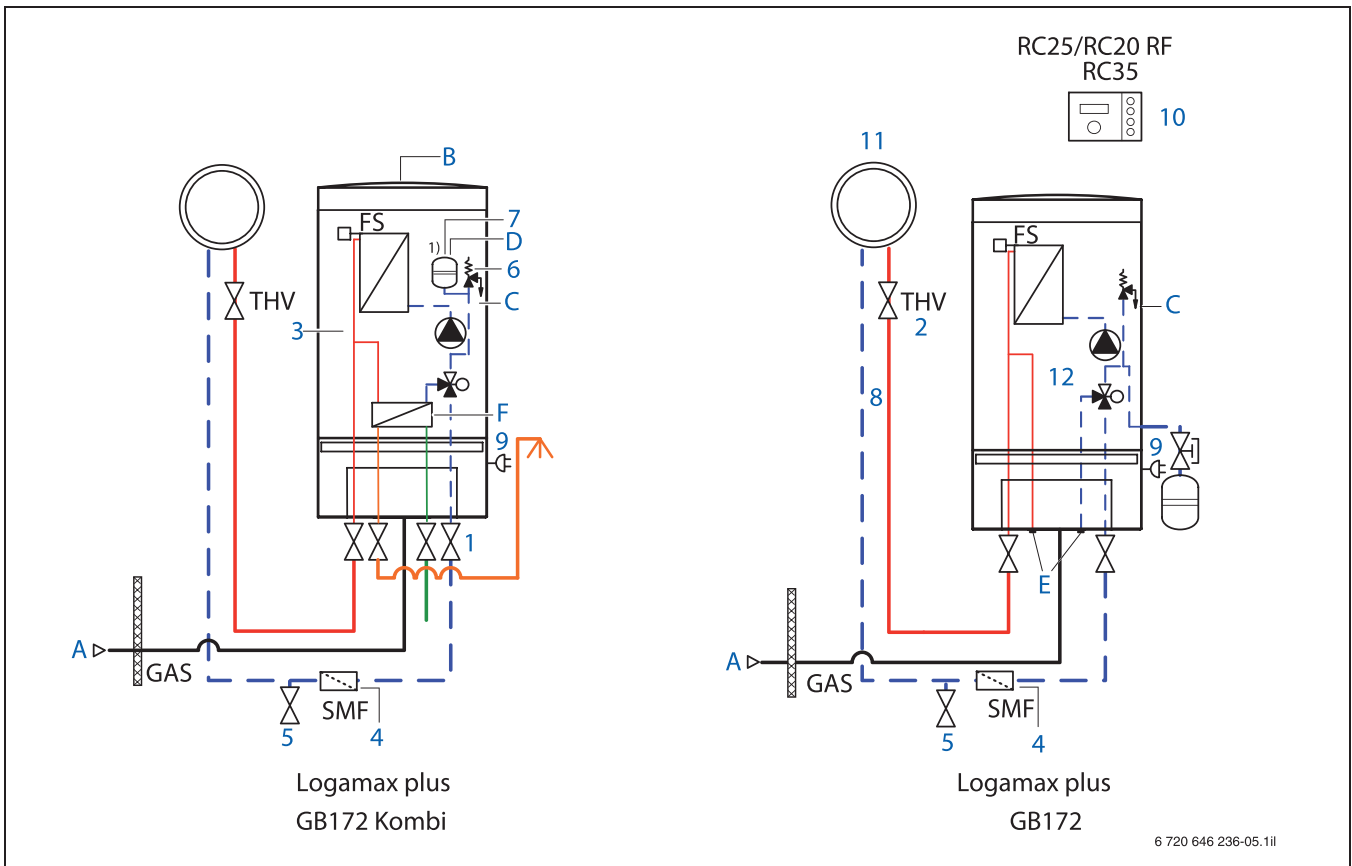 RC25/RC20 RF
RC35
10
B
7
FS
D
1)
6
C
THV
3
F
9
1
A
GAS
SMF
5
4
Logamax plus
GB172 Kombi
11
FS
THV
2
C
12
8
9
E
A
GAS
SMF
5
4
Logamax plus
GB172
6 720 646 236-05.1il